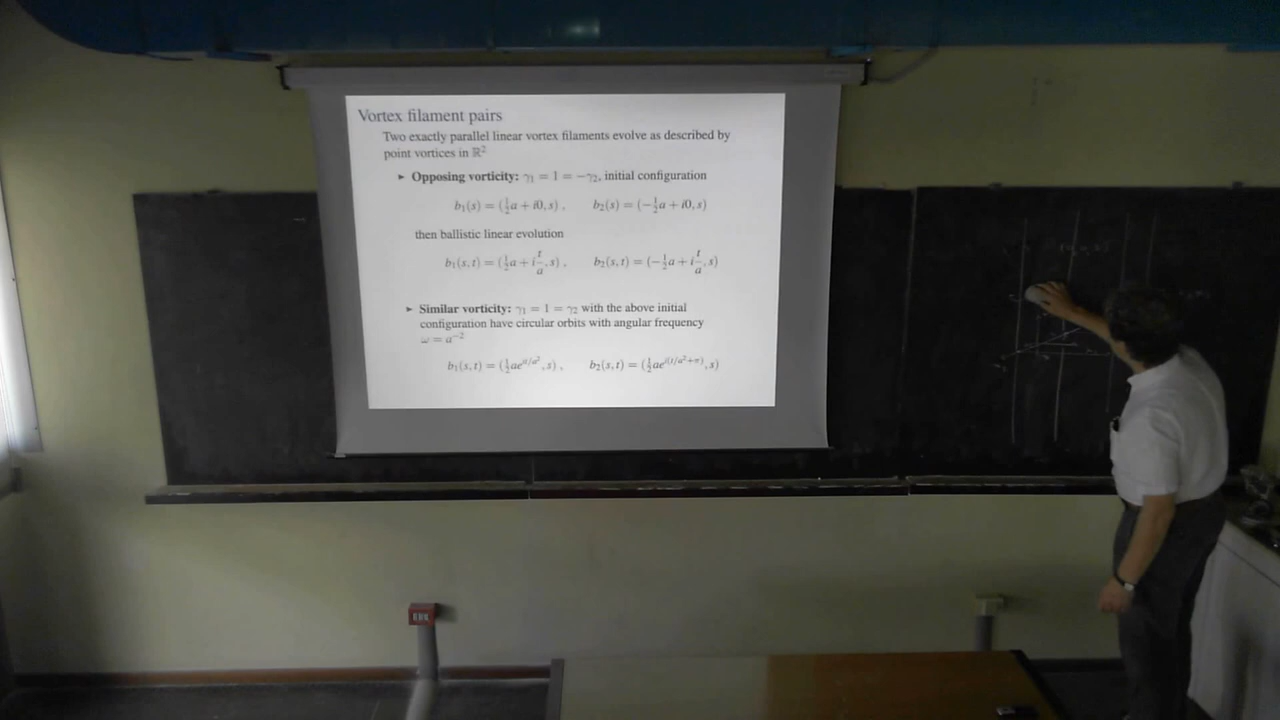 Vortex filament pairs
Two exactly parallel linear vortex filaments evolve as described by
point vortices in ℝ²
► Opposing vorticity: γ₁ = 1 = −γ₂, initial configuration
b₁(s) = (½a + i0, s) , b₂(s) = (−½a + i0, s)
then ballistic linear evolution
b₁(s, t) = (½a + i t/a, s) , b₂(s, t) = (−½a + i t/a, s)
► Similar vorticity: γ₁ = 1 = γ₂ with the above initial
configuration have circular orbits with angular frequency
ω = a⁻²
b₁(s, t) = (½ae^{it/a²}, s) , b₂(s, t) = (½ae^{i(t/a²+π)}, s)